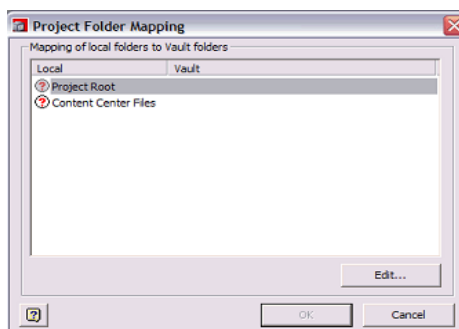 Project Folder Mapping
Mapping of local folders to Vault folders
Local Vault
Project Root
Content Center Files
Edit...
OK Cancel